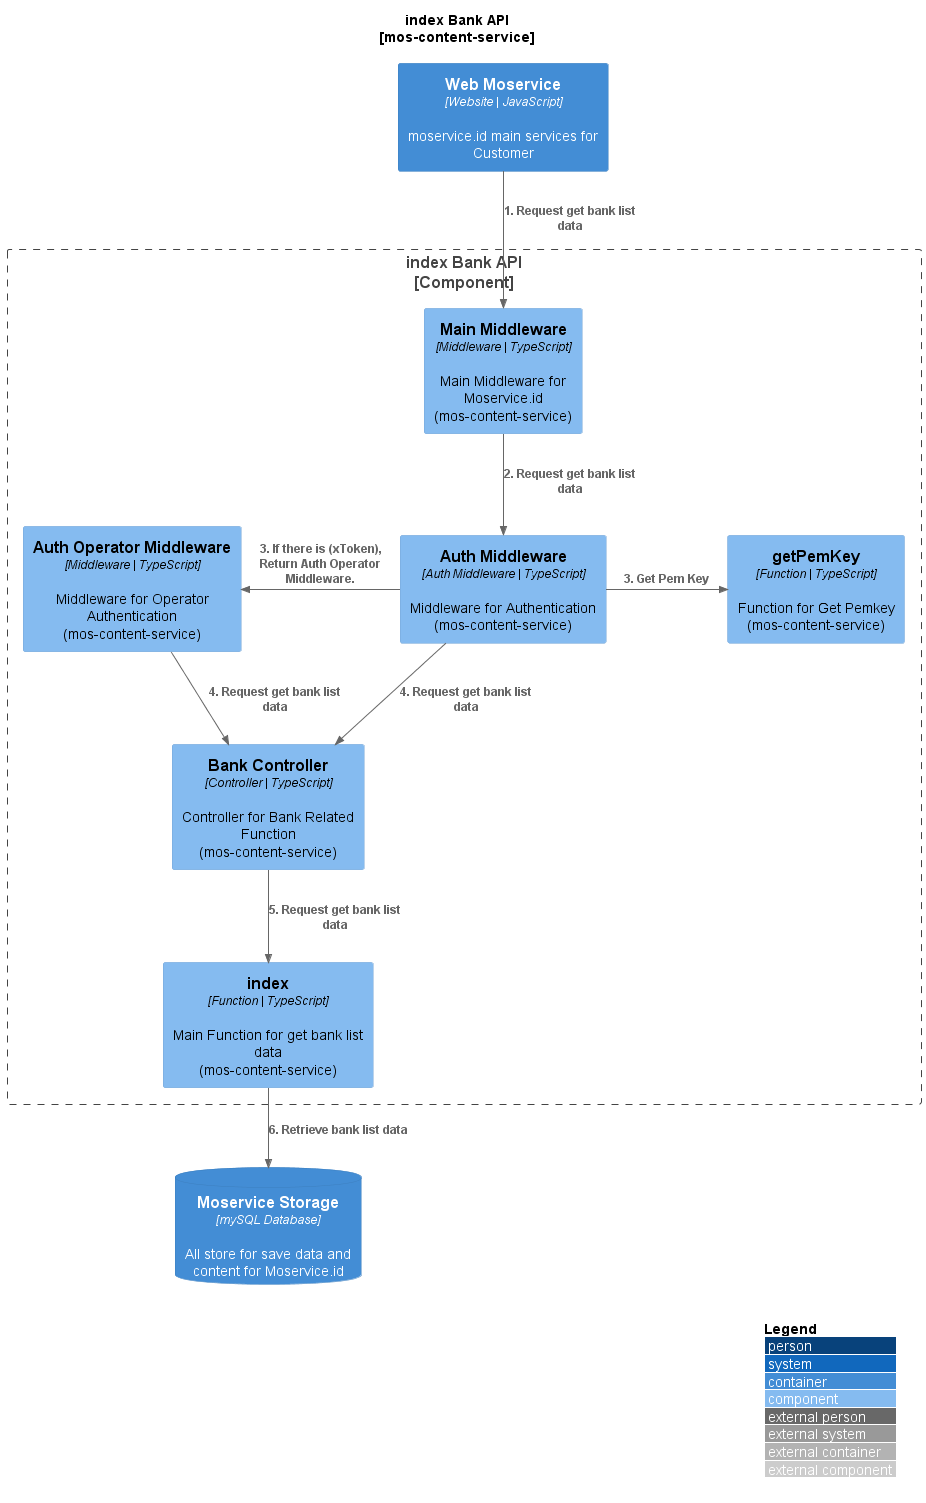 index Bank API
[mos-content-service]
Web Moservice
[Website | JavaScript]
moservice.id main services for
Customer
1. Request get bank list
data
index Bank API
[Component]
Main Middleware
[Middleware | TypeScript]
Main Middleware for
Moservice.id
(mos-content-service)
2. Request get bank list
data
Auth Operator Middleware
[Middleware | TypeScript]
Middleware for Operator
Authentication
(mos-content-service)
3. If there is (xToken),
Return Auth Operator
Middleware.
Auth Middleware
[Auth Middleware | TypeScript]
Middleware for Authentication
(mos-content-service)
3. Get Pem Key
getPemKey
[Function | TypeScript]
Function for Get Pemkey
(mos-content-service)
4. Request get bank list
data
4. Request get bank list
data
Bank Controller
[Controller | TypeScript]
Controller for Bank Related
Function
(mos-content-service)
5. Request get bank list
data
index
[Function | TypeScript]
Main Function for get bank list
data
(mos-content-service)
6. Retrieve bank list data
Moservice Storage
[mySQL Database]
All store for save data and
content for Moservice.id
Legend
person
system
container
component
external person
external system
external container
external component